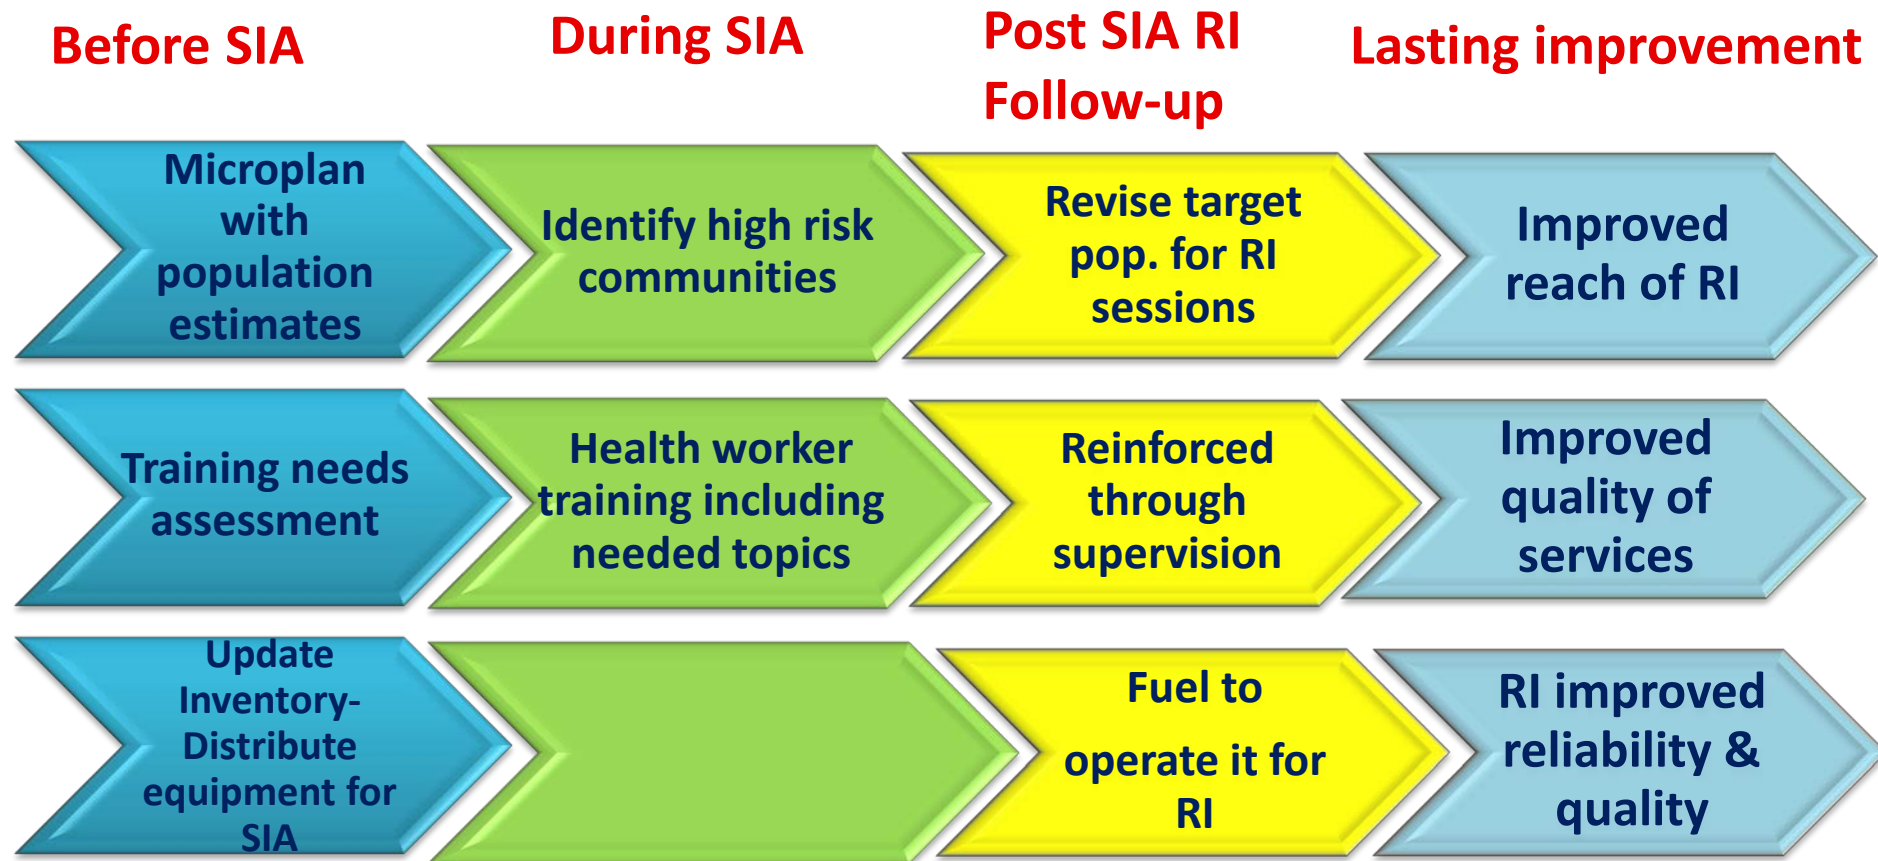 Before SIA
During SIA
Post SIA RI
Follow-up
Lasting improvement
Microplan
with
population
estimates
Identify high risk
communities
Revise target
pop. for RI
sessions
Improved
reach of RI
Training needs
assessment
Health worker
training including
needed topics
Reinforced
through
supervision
Improved
quality of
services
Update
Inventory-
Distribute
equipment for
SIA
Fuel to
operate it for
RI
RI improved
reliability &
quality